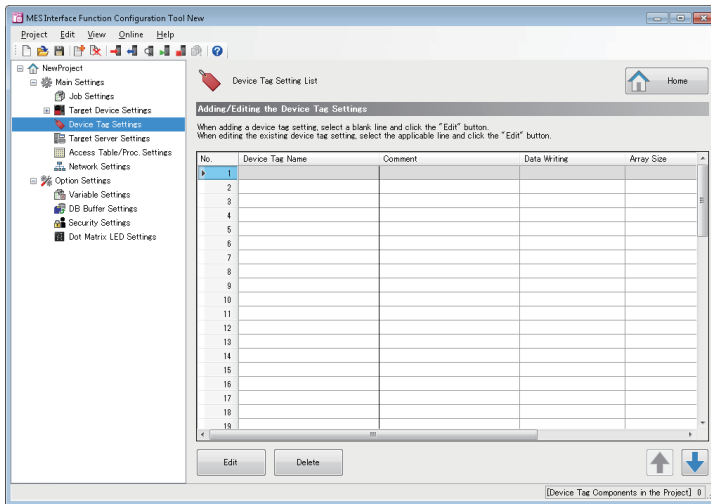 MES Interface Function Configuration Tool New
Project Edit View Online Help
NewProject
Main Settings
Job Settings
Target Device Settings
Device Tag Settings
Target Server Settings
Access Table/Proc. Settings
Network Settings
Option Settings
Variable Settings
DB Buffer Settings
Security Settings
Dot Matrix LED Settings
Device Tag Setting List
Home
Adding/Editing the Device Tag Settings
When adding a device tag setting, select a blank line and click the "Edit" button.
When editing the existing device tag setting, select the applicable line and click the "Edit" button.
No. Device Tag Name Comment Data Writing Array Size
1
2
3
4
5
6
7
8
9
10
11
12
13
14
15
16
17
18
19
Edit Delete
[Device Tag Components in the Project] 0